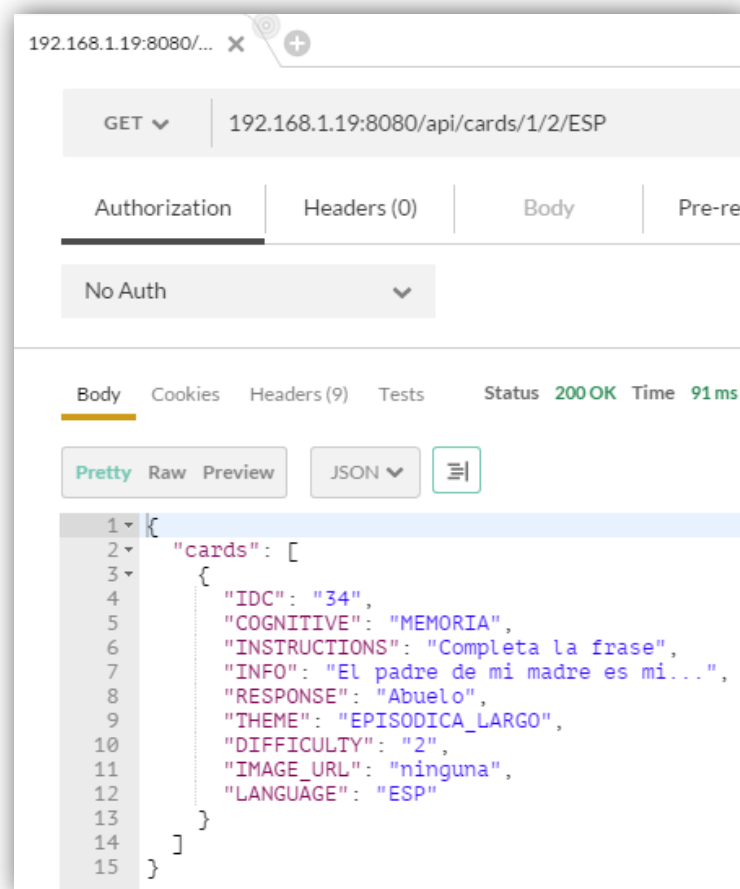 192.168.1.19:8080/...
GET 192.168.1.19:8080/api/cards/1/2/ESP
Authorization Headers (0) Body Pre-re
No Auth
Body Cookies Headers (9) Tests Status 200 OK Time 91 ms
Pretty Raw Preview JSON
1 {
2 "cards": [
3 {
4 "IDC": "34",
5 "COGNITIVE": "MEMORIA",
6 "INSTRUCTIONS": "Completa la frase",
7 "INFO": "El padre de mi madre es mi...",
8 "RESPONSE": "Abuelo",
9 "THEME": "EPISODICA_LARGO",
10 "DIFFICULTY": "2",
11 "IMAGE_URL": "ninguna",
12 "LANGUAGE": "ESP"
13 }
14 ]
15 }